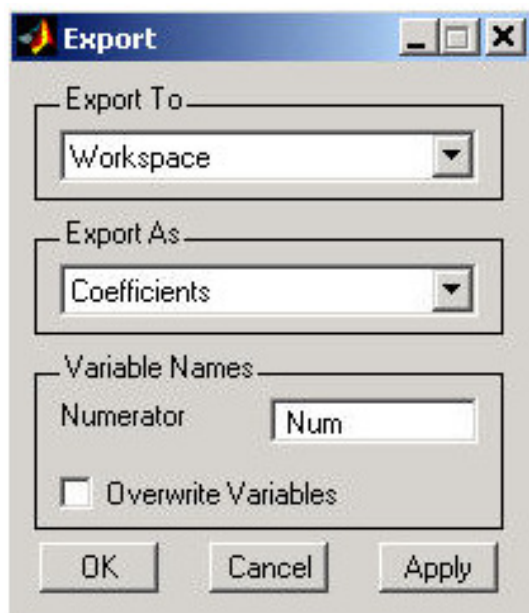 Export
Export To
Workspace
Export As
Coefficients
Variable Names
Numerator Num
Overwrite Variables
OK Cancel Apply